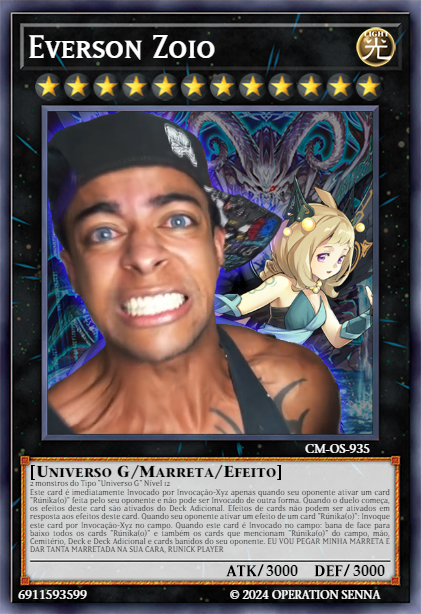 Everson Zoio
LIGHT
光
CM-OS-935
[Universo G/Marreta/Efeito]
2 monstros do Tipo "Universo G" Nível 12
Este card é imediatamente Invocado por Invocação-Xyz apenas quando seu oponente ativar um card
"Rúnika(o)" feita pelo seu oponente e não pode ser Invocado de outra forma. Quando o duelo começa,
os efeitos deste card são ativados do Deck Adicional. Efeitos de cards não podem ser ativados em
resposta aos efeitos deste card. Quando seu oponente ativar um efeito de um card "Rúnika(o)": Invoque
este card por Invocação-Xyz no campo. Quando este card é Invocado no campo: bana de face para
baixo todos os cards "Rúnika(o)" e também os cards que mencionam "Rúnika(o)" do campo, mão,
Cemitério, Deck e Deck Adicional e cards banidos do seu oponente. EU VOU PEGAR MINHA MARRETA E
DAR TANTA MARRETADA NA SUA CARA, RUNICK PLAYER
ATK/3000 DEF/3000
6911593599
© 2024 OPERATION SENNA